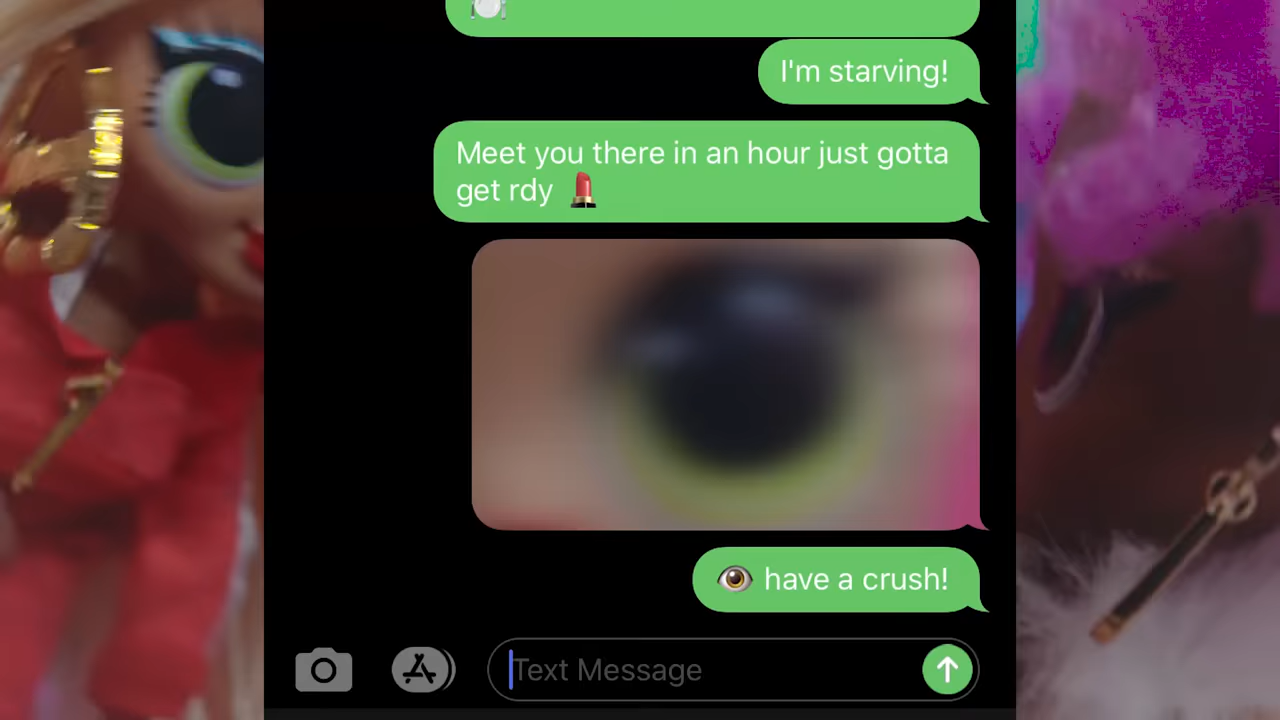 I'm starving!
Meet you there in an hour just gotta
get rdy 💄
👁️ have a crush!
Text Message